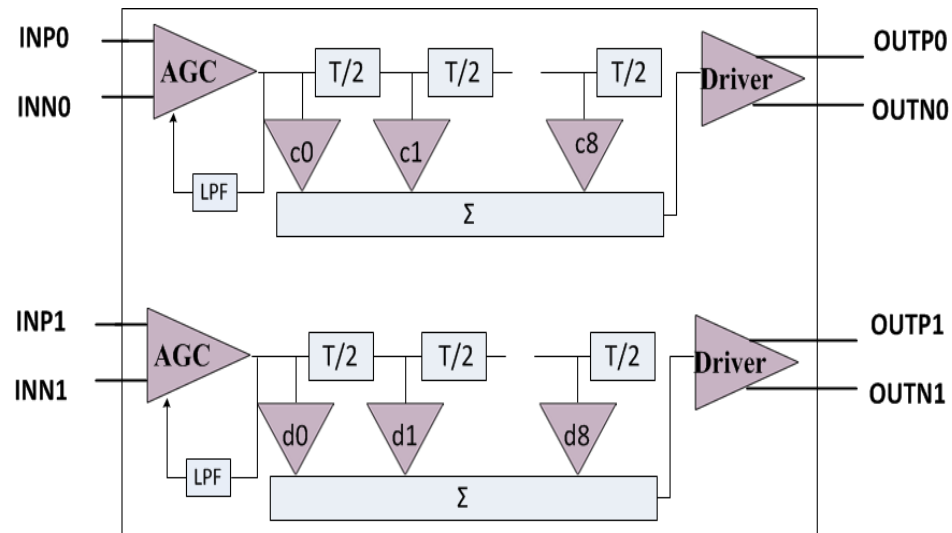 INP0
INN0
AGC
T/2
T/2
T/2
Driver
OUTP0
OUTN0
c0
c1
c8
LPF
Σ
INP1
INN1
AGC
T/2
T/2
T/2
Driver
OUTP1
OUTN1
d0
d1
d8
LPF
Σ